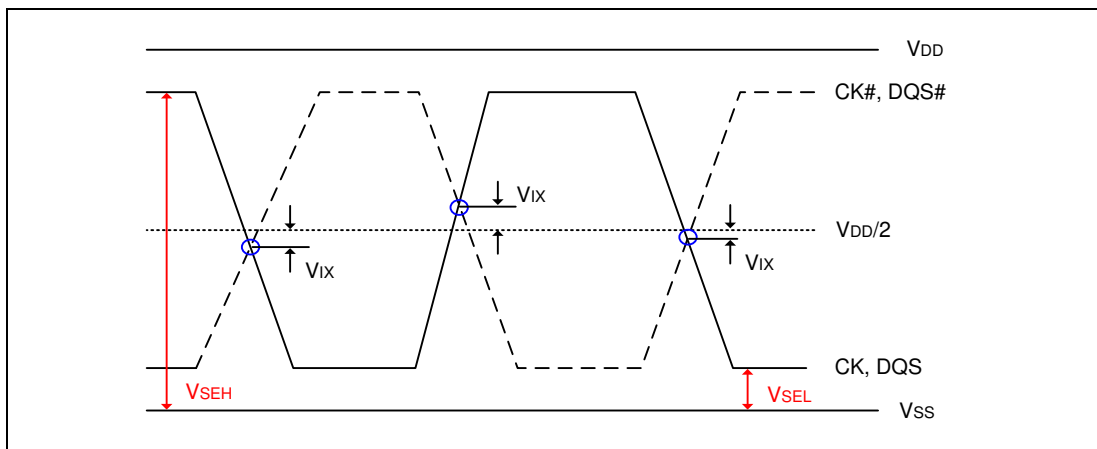 VDD
CK#, DQS#
VIX
VDD/2
VIX
VIX
CK, DQS
VSEH
VSEL
VSS